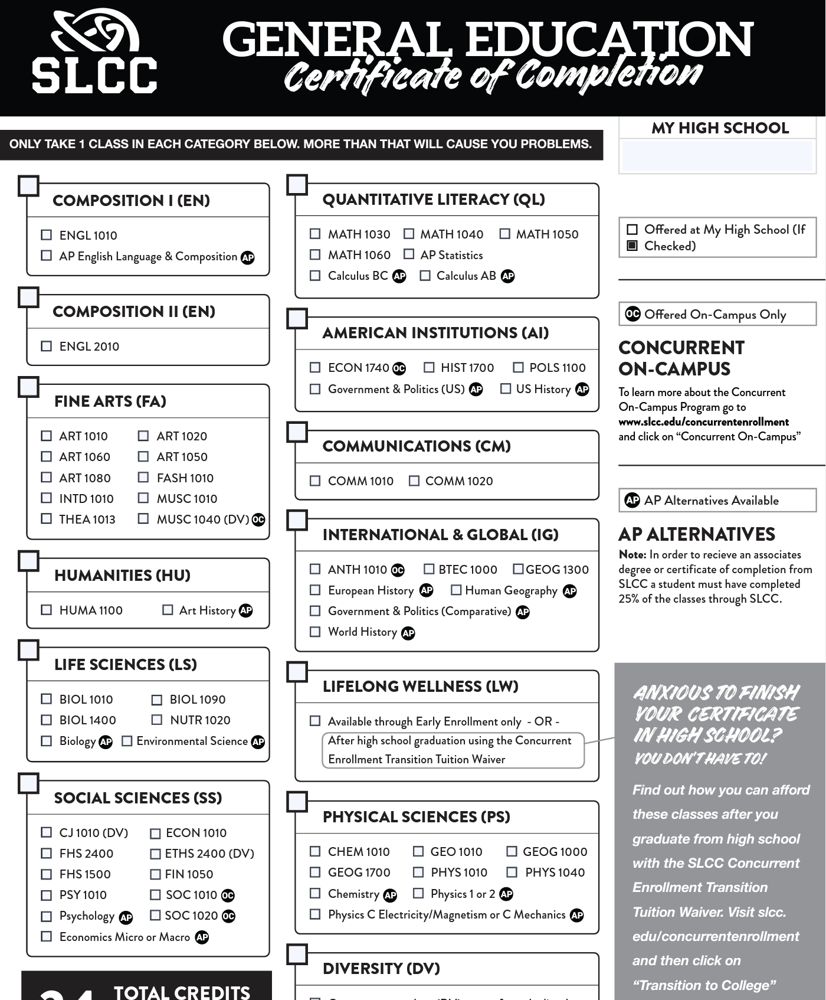 SLCC
GENERAL EDUCATION
Certificate of Completion
ONLY TAKE 1 CLASS IN EACH CATEGORY BELOW. MORE THAN THAT WILL CAUSE YOU PROBLEMS.
COMPOSITION I (EN)
ENGL 1010
AP English Language & Composition AP
COMPOSITION II (EN)
ENGL 2010
FINE ARTS (FA)
ART 1010 ART 1020
ART 1060 ART 1050
ART 1080 FASH 1010
INTD 1010 MUSC 1010
THEA 1013 MUSC 1040 (DV) OC
HUMANITIES (HU)
HUMA 1100 Art History AP
LIFE SCIENCES (LS)
BIOL 1010 BIOL 1090
BIOL 1400 NUTR 1020
Biology AP Environmental Science AP
SOCIAL SCIENCES (SS)
CJ 1010 (DV) ECON 1010
FHS 2400 ETHS 2400 (DV)
FHS 1500 FIN 1050
PSY 1010 SOC 1010 OC
Psychology AP SOC 1020 OC
Economics Micro or Macro AP
TOTAL CREDITS
QUANTITATIVE LITERACY (QL)
MATH 1030 MATH 1040 MATH 1050
MATH 1060 AP Statistics
Calculus BC AP Calculus AB AP
AMERICAN INSTITUTIONS (AI)
ECON 1740 OC HIST 1700 POLS 1100
Government & Politics (US) AP US History AP
COMMUNICATIONS (CM)
COMM 1010 COMM 1020
INTERNATIONAL & GLOBAL (IG)
ANTH 1010 OC BTEC 1000 GEOG 1300
European History AP Human Geography AP
Government & Politics (Comparative) AP
World History AP
LIFELONG WELLNESS (LW)
Available through Early Enrollment only - OR -
After high school graduation using the Concurrent
Enrollment Transition Tuition Waiver
PHYSICAL SCIENCES (PS)
CHEM 1010 GEO 1010 GEOG 1000
GEOG 1700 PHYS 1010 PHYS 1040
Chemistry AP Physics 1 or 2 AP
Physics C Electricity/Magnetism or C Mechanics AP
DIVERSITY (DV)
MY HIGH SCHOOL
Offered at My High School (If
Checked)
OC Offered On-Campus Only
CONCURRENT
ON-CAMPUS
To learn more about the Concurrent
On-Campus Program go to
www.slcc.edu/concurrentenrollment
and click on “Concurrent On-Campus”
AP AP Alternatives Available
AP ALTERNATIVES
Note: In order to recieve an associates
degree or certificate of completion from
SLCC a student must have completed
25% of the classes through SLCC.
ANXIOUS TO FINISH
YOUR CERTIFICATE
IN HIGH SCHOOL?
YOU DON'T HAVE TO!
Find out how you can afford
these classes after you
graduate from high school
with the SLCC Concurrent
Enrollment Transition
Tuition Waiver. Visit slcc.
edu/concurrentenrollment
and then click on
“Transition to College”